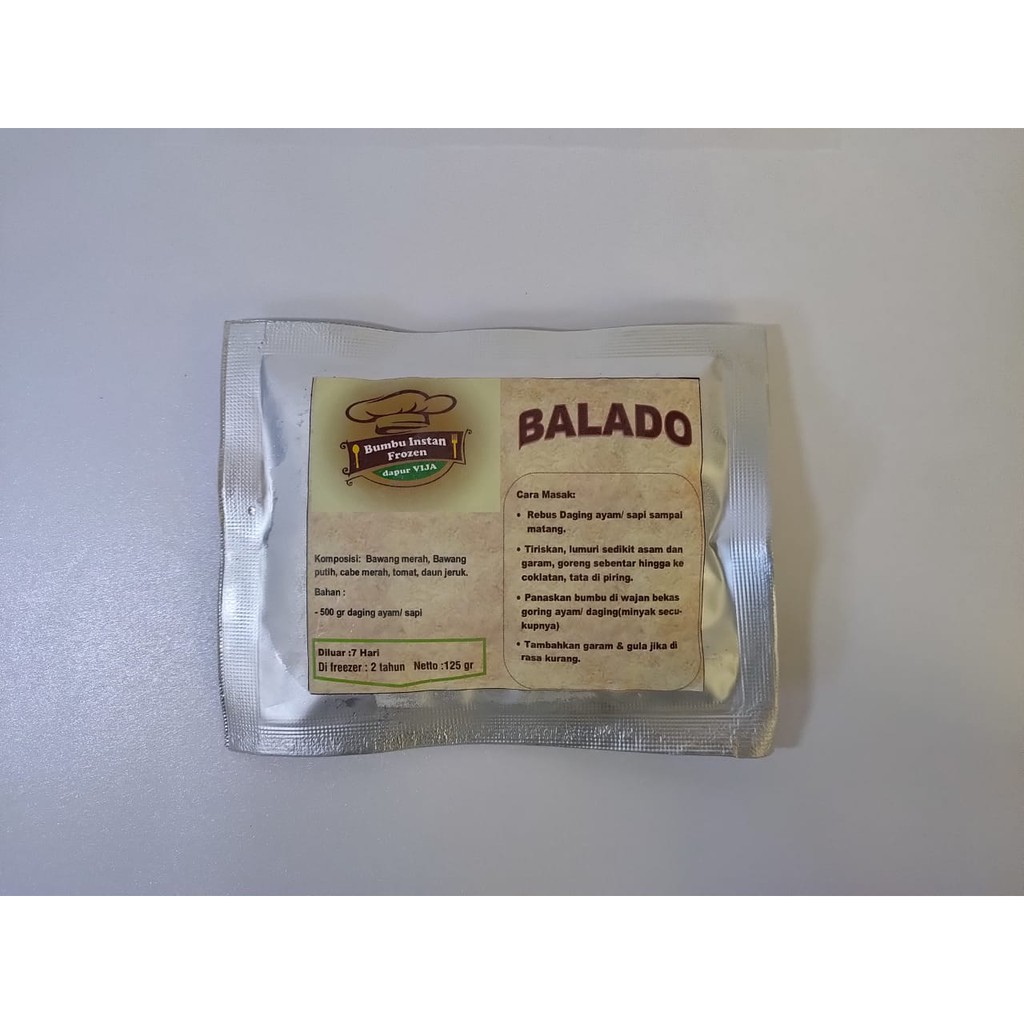 Bumbu Instan
Frozen
dapur VIJA
BALADO
Komposisi: Bawang merah, Bawang
putih, cabe merah, tomat, daun jeruk.
Bahan :
- 500 gr daging ayam/ sapi
Diluar :7 Hari
Di freezer : 2 tahun Netto :125 gr
Cara Masak:
• Rebus Daging ayam/ sapi sampai
matang.
• Tiriskan, lumuri sedikit asam dan
garam, goreng sebentar hingga ke
coklatan, tata di piring.
• Panaskan bumbu di wajan bekas
goring ayam/ daging(minyak secu-
kupnya)
• Tambahkan garam & gula jika di
rasa kurang.